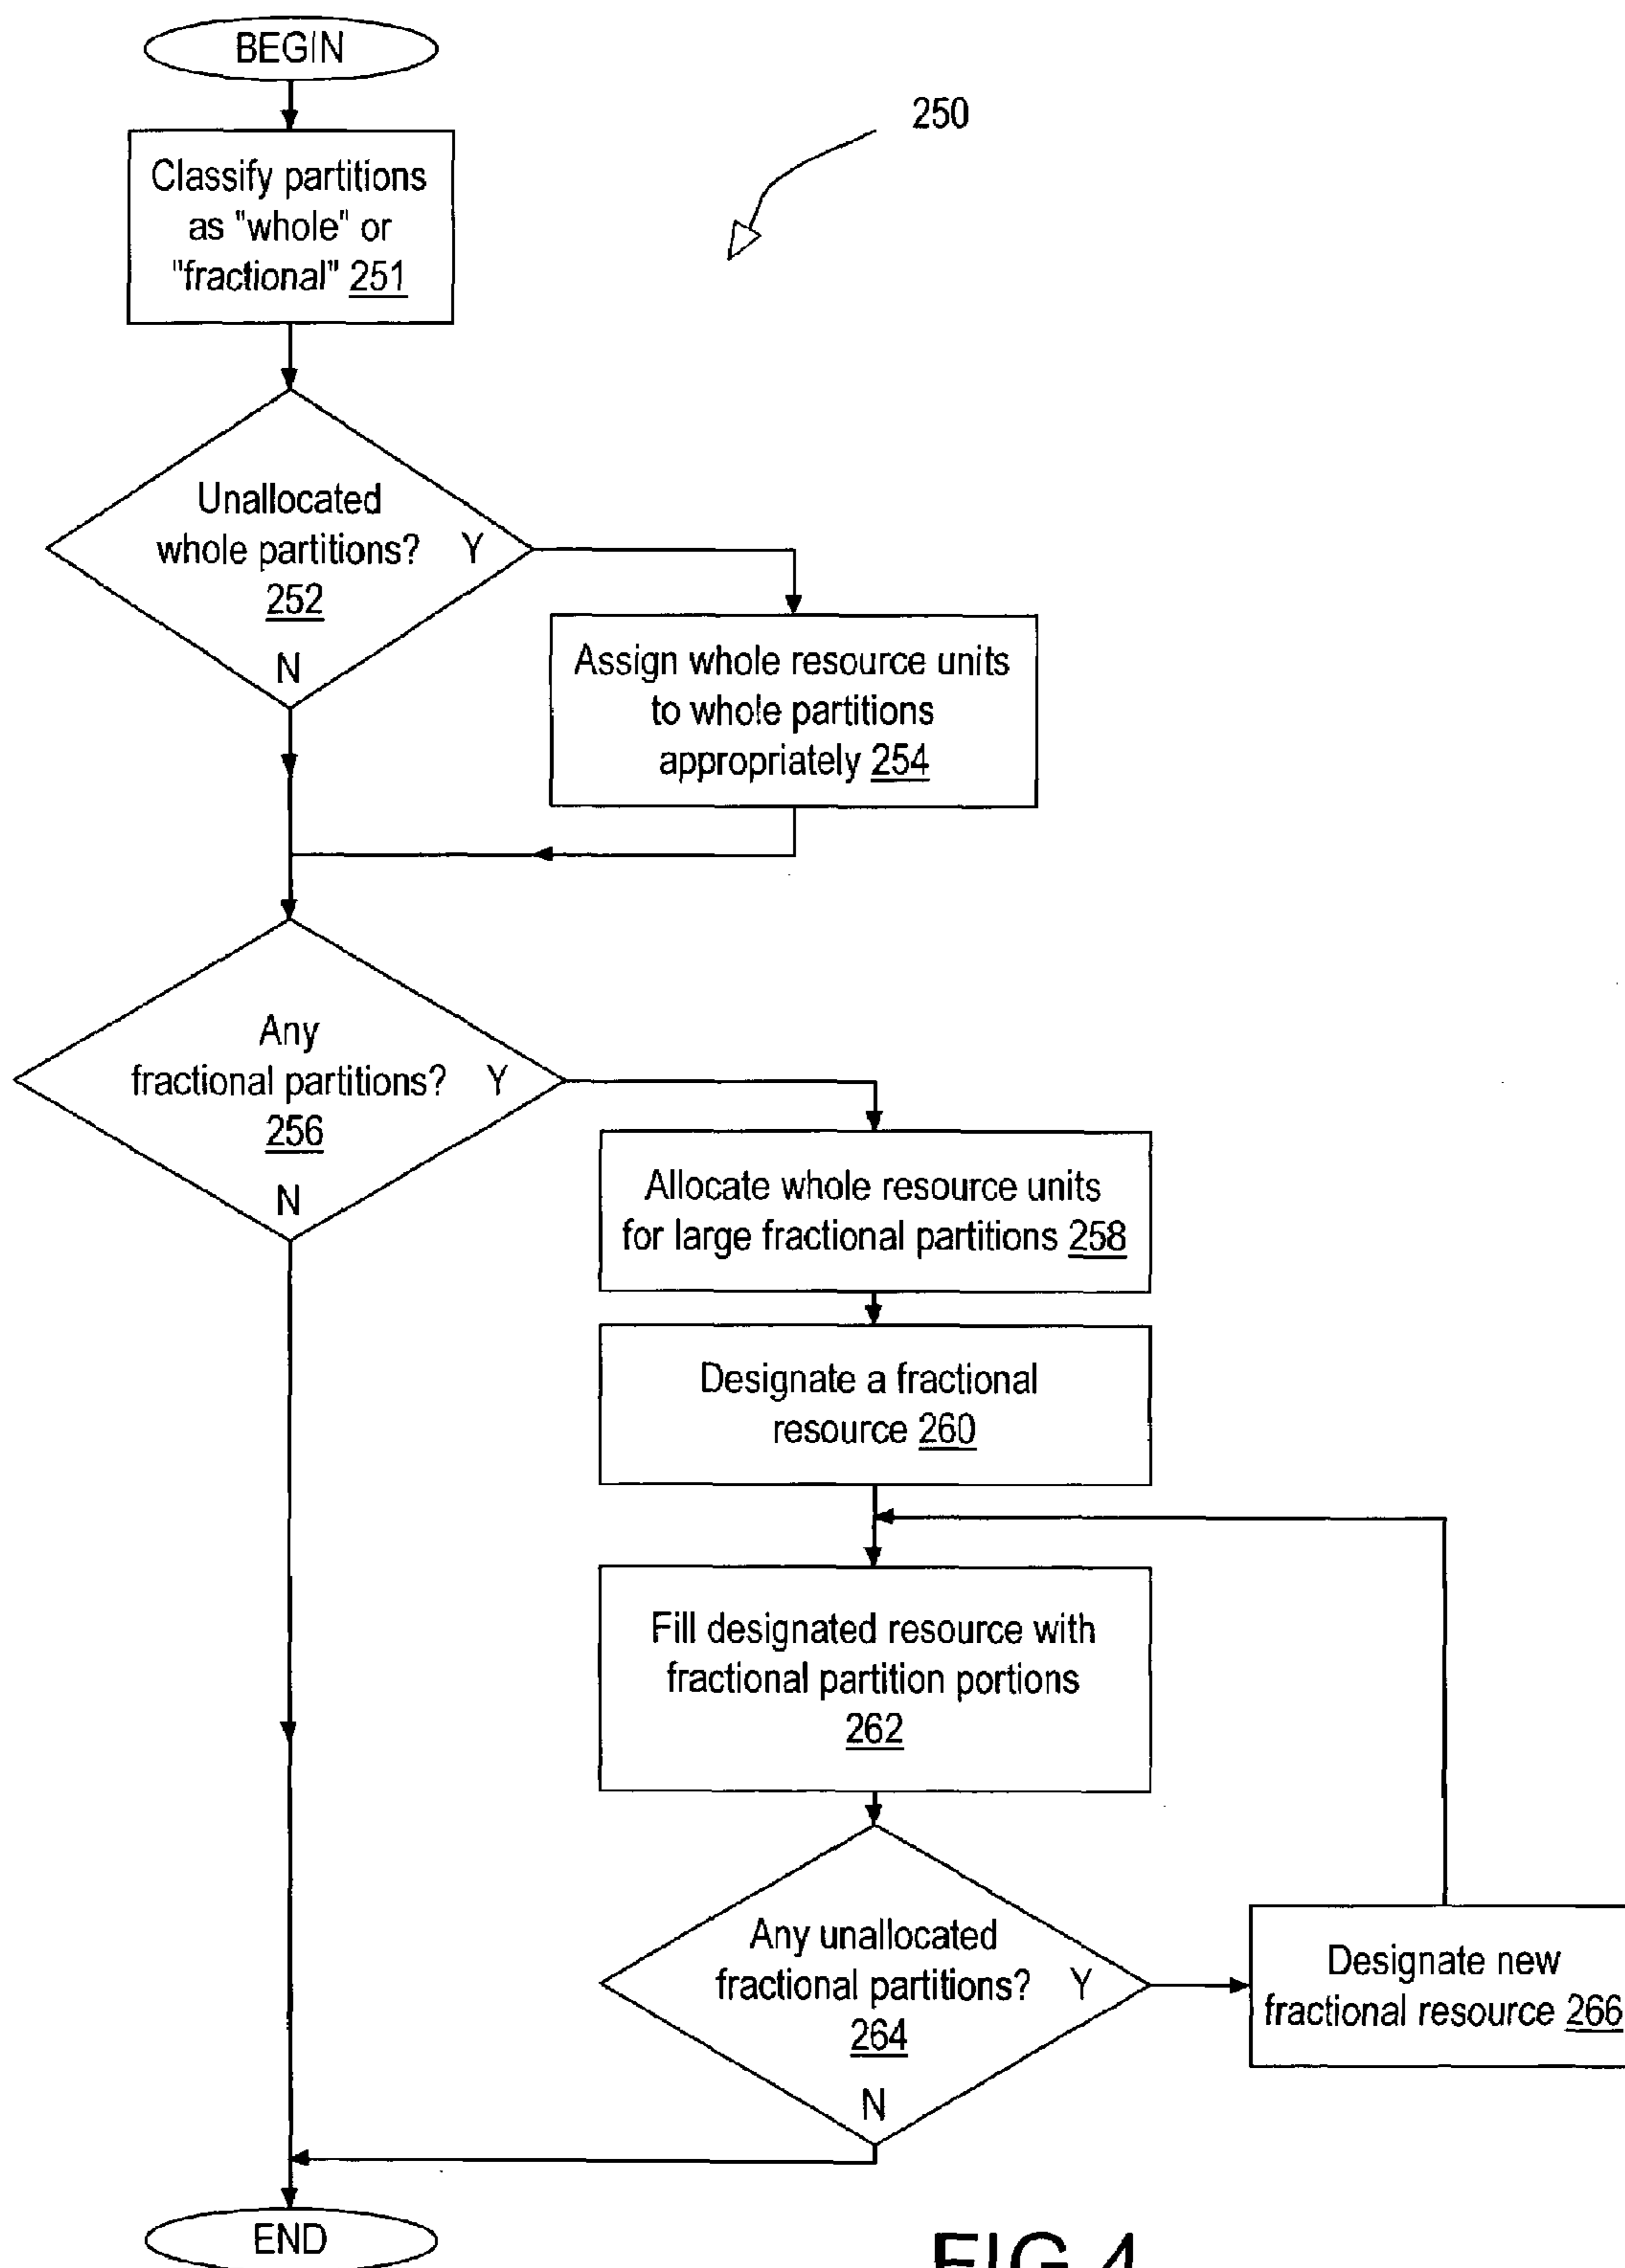 BEGIN
250
Classify partitions
as "whole" or
"fractional" 251
Unallocated
whole partitions? Y
252
N
Assign whole resource units
to whole partitions
appropriately 254
Any
fractional partitions? Y
256
N
Allocate whole resource units
for large fractional partitions 258
Designate a fractional
resource 260
Fill designated resource with
fractional partition portions
262
Any unallocated
fractional partitions? Y
264
N
Designate new
fractional resource 266
END
FIG 4